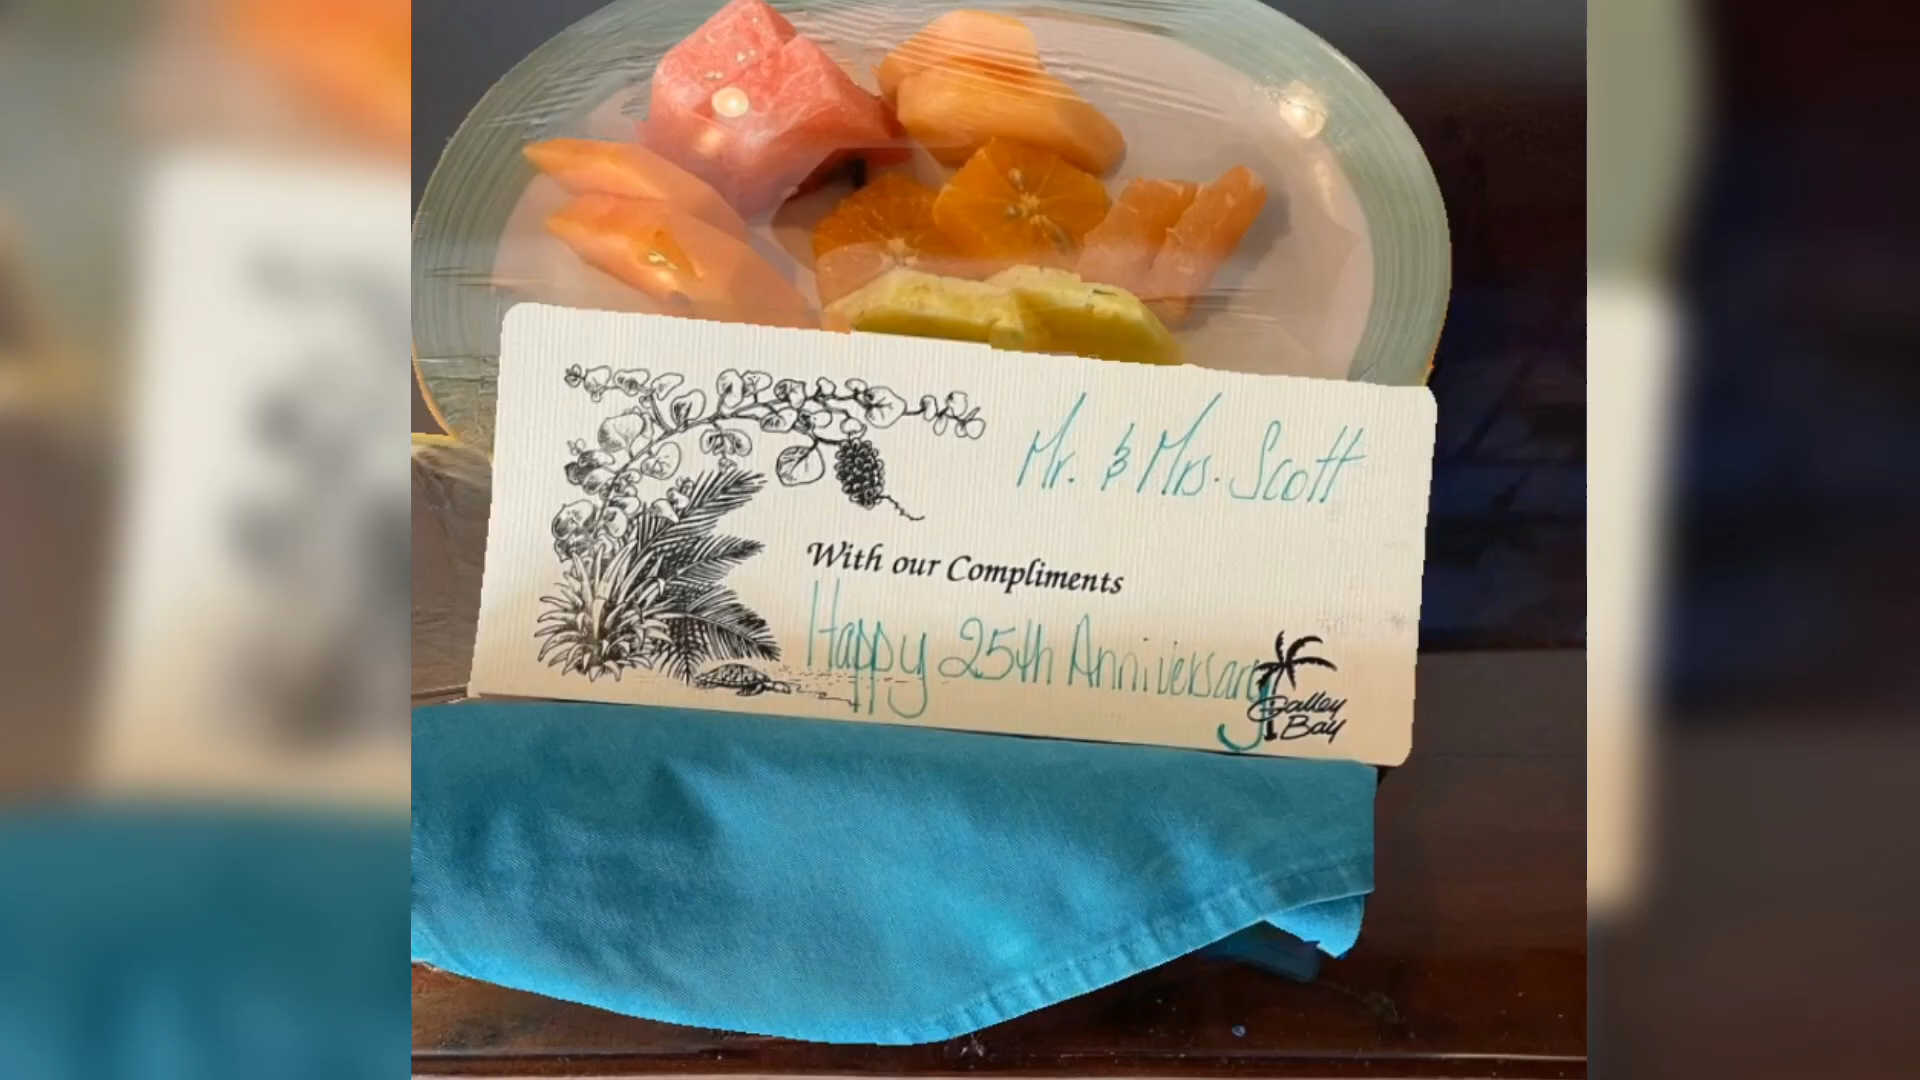 Mr. & Mrs. Scott
With our Compliments
Happy 25th Anniversary
Galley
Bay